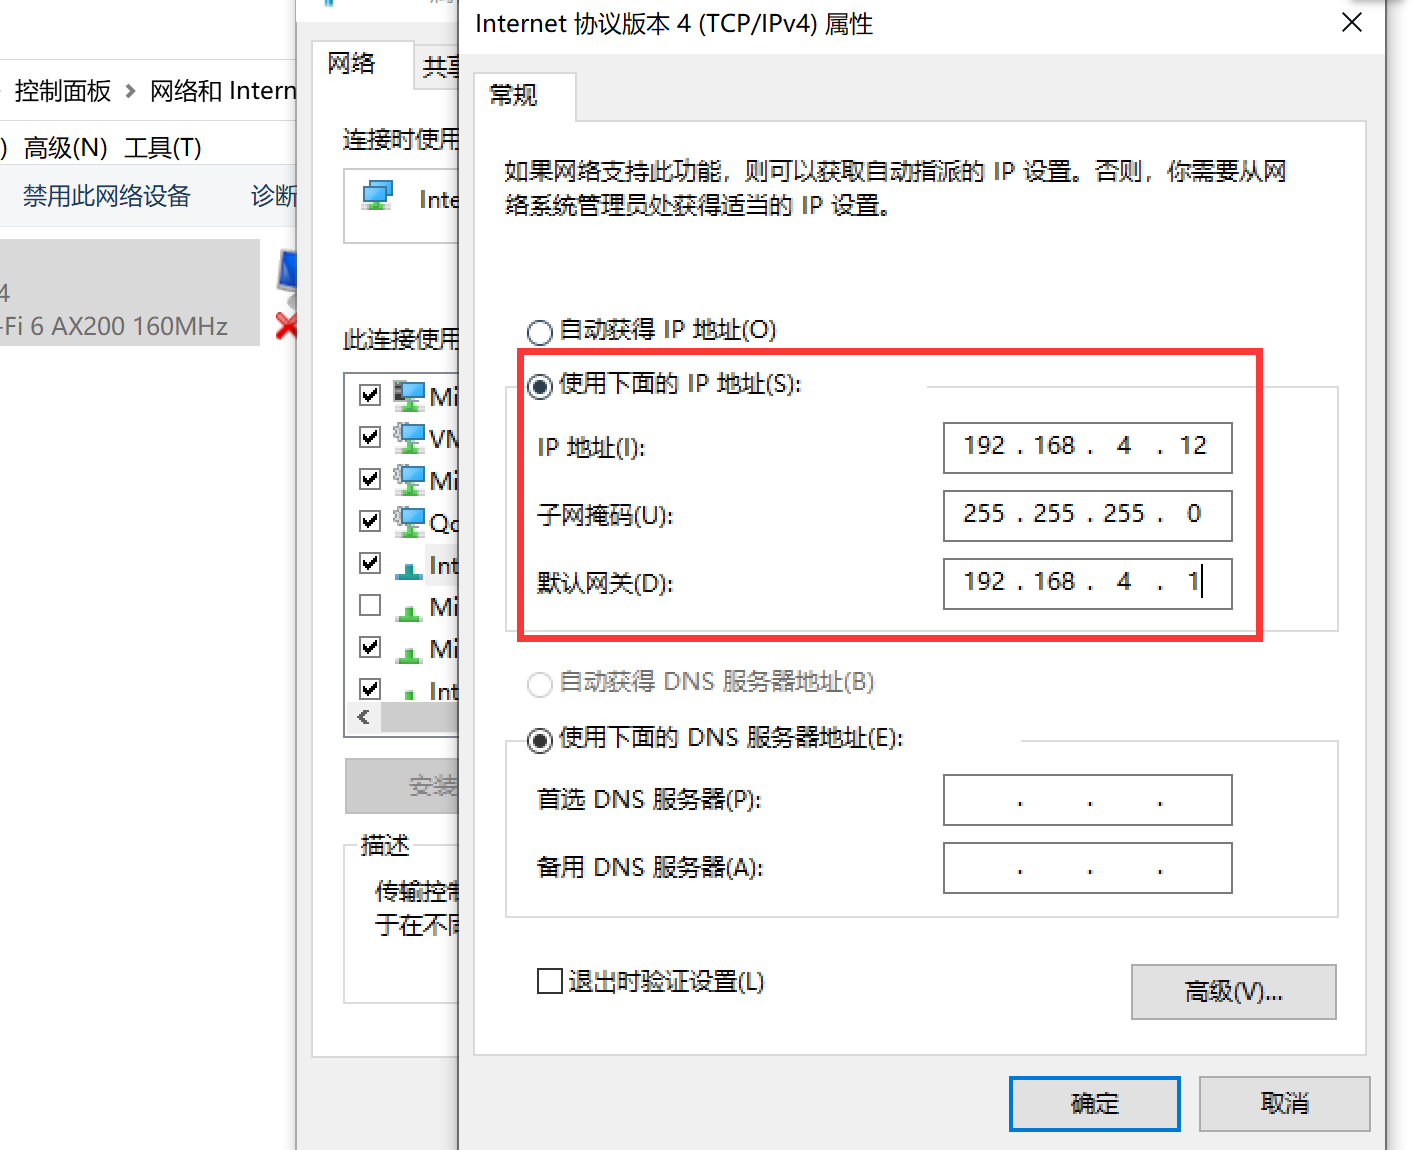 Internet 协议版本 4 (TCP/IPv4) 属性
控制面板 > 网络和 Intern
) 高级(N) 工具(T)
禁用此网络设备 诊断
4
-Fi 6 AX200 160MHz
网络
共享
连接时使用
Inte
此连接使用
Mi
VM
Mi
Qo
Int
Mi
Mi
Int
安装
描述
传输控制
于在不同
常规
如果网络支持此功能，则可以获取自动指派的 IP 设置。否则，你需要从网
络系统管理员处获得适当的 IP 设置。
自动获得 IP 地址(O)
使用下面的 IP 地址(S):
IP 地址(I): 192 . 168 . 4 . 12
子网掩码(U): 255 . 255 . 255 . 0
默认网关(D): 192 . 168 . 4 . 1
自动获得 DNS 服务器地址(B)
使用下面的 DNS 服务器地址(E):
首选 DNS 服务器(P): . . .
备用 DNS 服务器(A): . . .
退出时验证设置(L)
高级(V)...
确定
取消